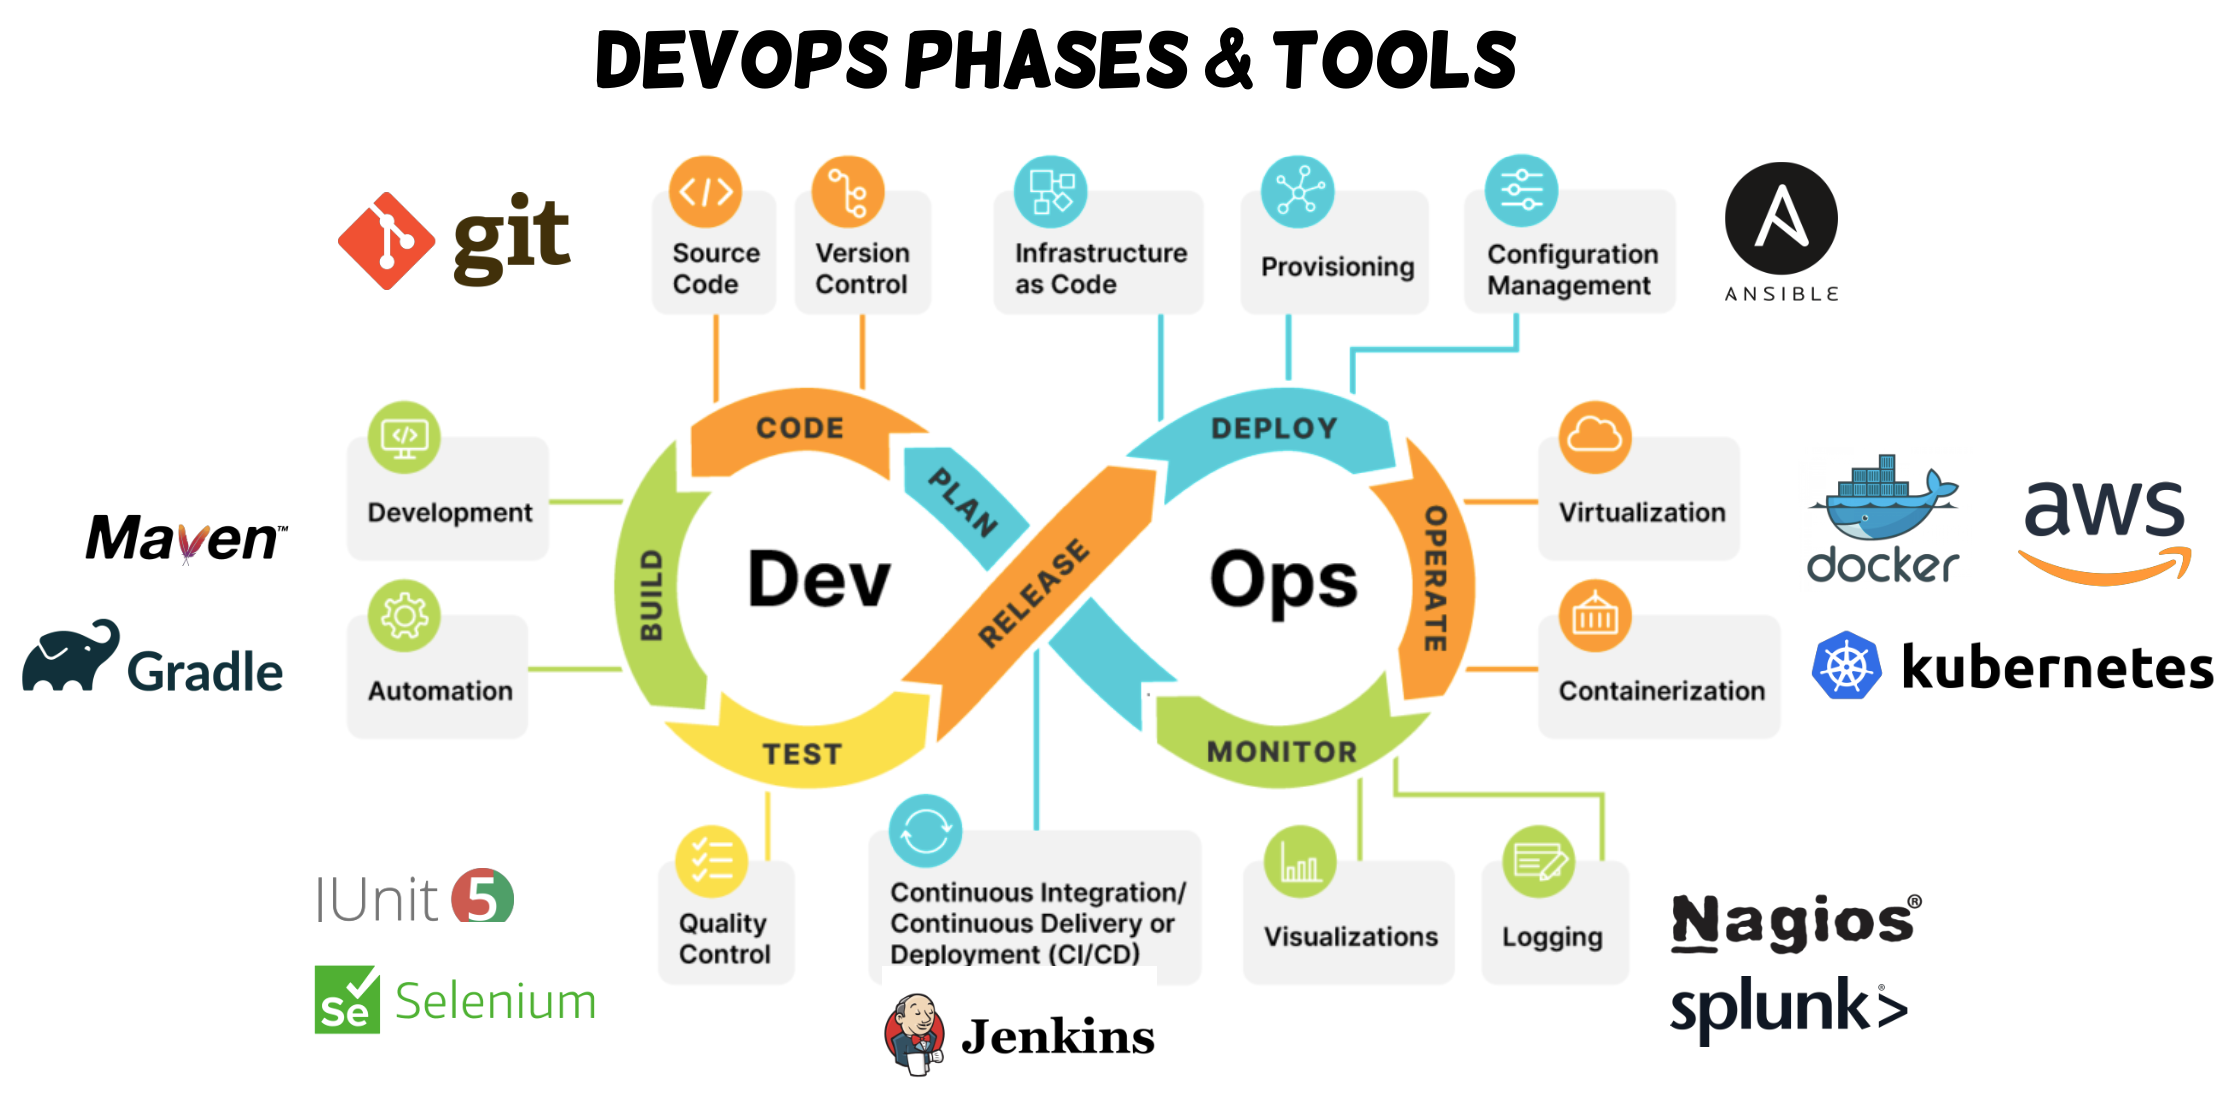 DEVOPS PHASES & TOOLS
git
Source
Code
Version
Control
Infrastructure
as Code
Provisioning
Configuration
Management
ANSIBLE
CODE
PLAN
DEPLOY
Development
Maven™
BUILD
Dev
RELEASE
Ops
OPERATE
Virtualization
docker
aws
Automation
Gradle
Containerization
kubernetes
TEST
MONITOR
IUnit 5
Se Selenium
Quality
Control
Continuous Integration/
Continuous Delivery or
Deployment (CI/CD)
Jenkins
Visualizations
Logging
Nagios®
splunk>®